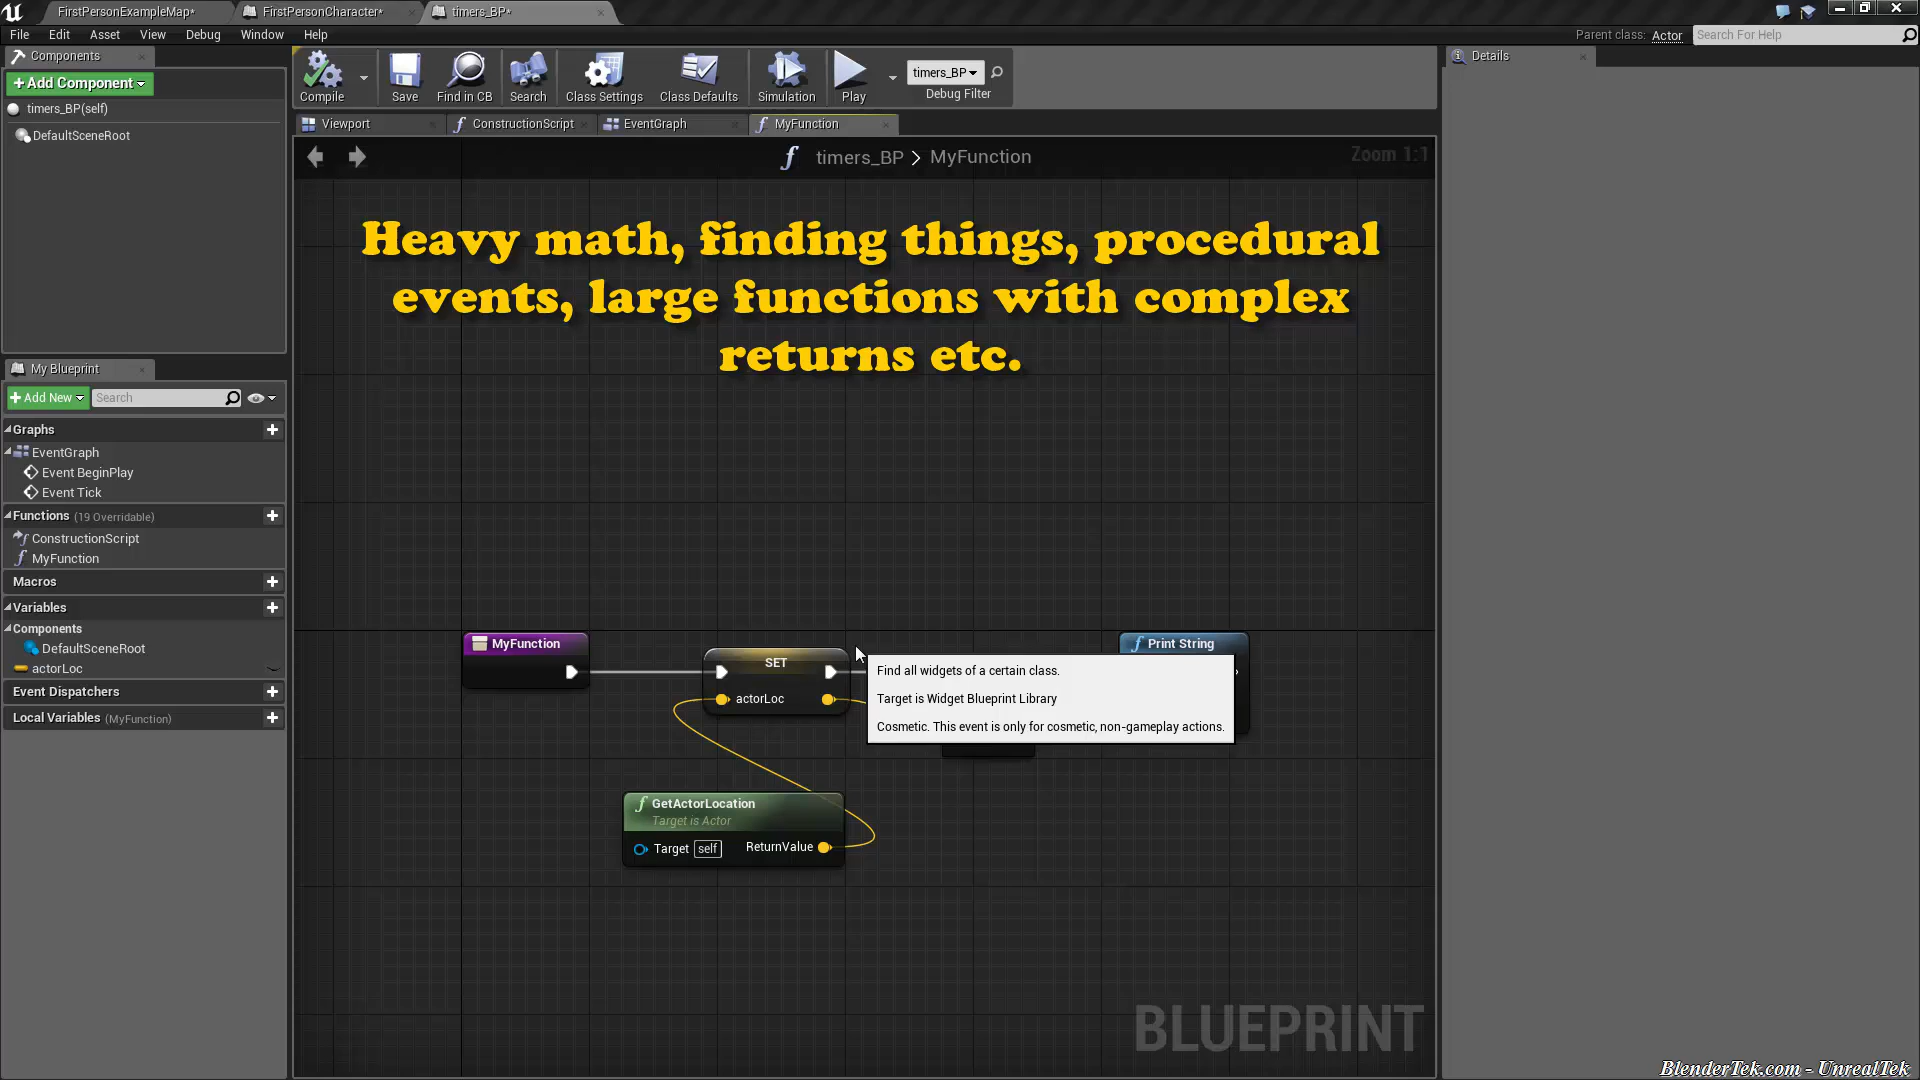 FirstPersonExampleMap*
FirstPersonCharacter*
timers_BP*
File Edit Asset View Debug Window Help
Parent class: Actor
Search For Help
Components
Details
+Add Component
timers_BP(self)
DefaultSceneRoot
Compile
Save
Find in CB
Search
Class Settings
Class Defaults
Simulation
Play
timers_BP
Debug Filter
Viewport
ConstructionScript
EventGraph
MyFunction
timers_BP > MyFunction
Zoom 1:1
Heavy math, finding things, procedural
events, large functions with complex
returns etc.
My Blueprint
+Add New
Search
Graphs
EventGraph
Event BeginPlay
Event Tick
Functions (19 Overridable)
ConstructionScript
MyFunction
Macros
Variables
Components
DefaultSceneRoot
actorLoc
Event Dispatchers
Local Variables (MyFunction)
MyFunction
SET
actorLoc
Print String
Find all widgets of a certain class.
Target is Widget Blueprint Library
Cosmetic. This event is only for cosmetic, non-gameplay actions.
GetActorLocation
Target is Actor
Target self
ReturnValue
BLUEPRINT
BlenderTek.com - UnrealTek